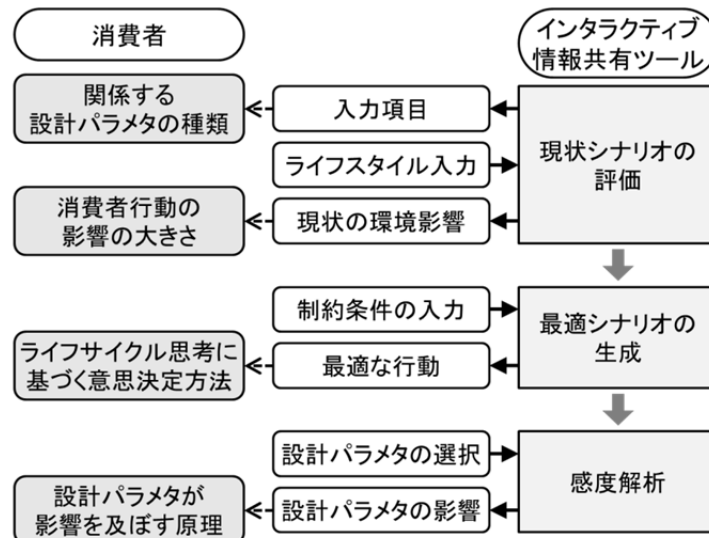 消費者
インタラクティブ
情報共有ツール
関係する
設計パラメタの種類
入力項目
ライフスタイル入力
現状シナリオの
評価
消費者行動の
影響の大きさ
現状の環境影響
制約条件の入力
最適シナリオの
生成
ライフサイクル思考に
基づく意思決定方法
最適な行動
設計パラメタの選択
感度解析
設計パラメタが
影響を及ぼす原理
設計パラメタの影響